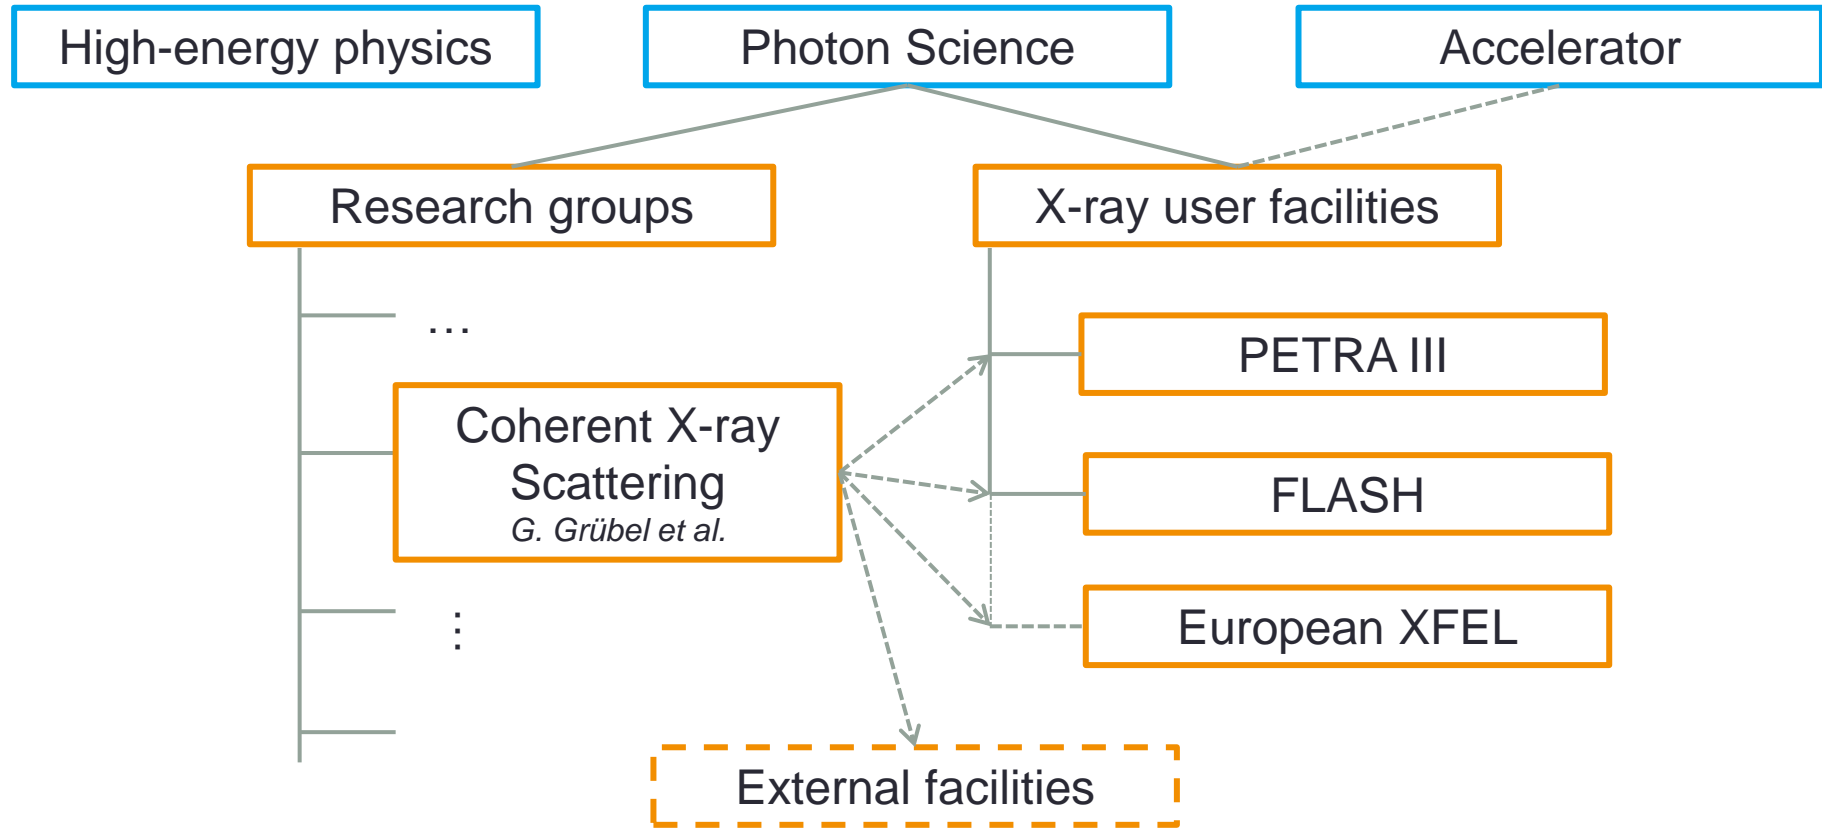 High-energy physics
Photon Science
Accelerator
Research groups
X-ray user facilities
...
PETRA III
Coherent X-ray
Scattering
G. Grübel et al.
FLASH
⋮
European XFEL
External facilities